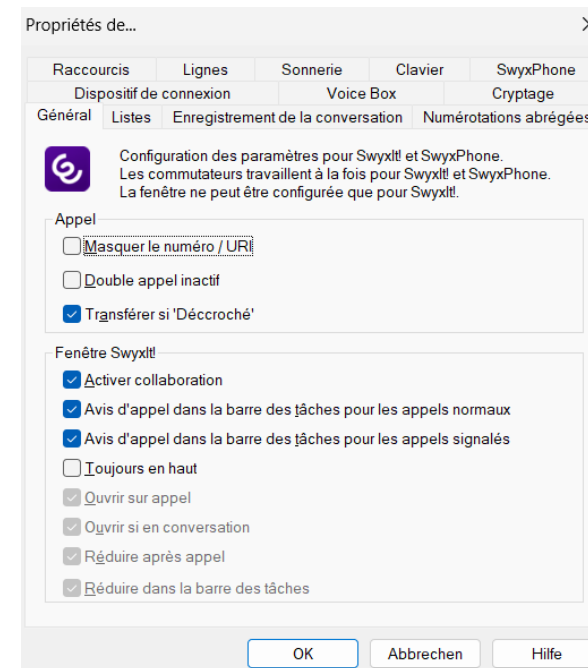 Propriétés de...
Raccourcis Lignes Sonnerie Clavier SwyxPhone
Dispositif de connexion Voice Box Cryptage
Général Listes Enregistrement de la conversation Numérotations abrégées
Configuration des paramètres pour SwyxIt! et SwyxPhone.
Les commutateurs travaillent à la fois pour SwyxIt! et SwyxPhone.
La fenêtre ne peut être configurée que pour SwyxIt!.
Appel
Masquer le numéro / URI
Double appel inactif
Transférer si 'Déccroché'
Fenêtre SwyxIt!
Activer collaboration
Avis d'appel dans la barre des tâches pour les appels normaux
Avis d'appel dans la barre des tâches pour les appels signalés
Toujours en haut
Ouvrir sur appel
Ouvrir si en conversation
Réduire après appel
Réduire dans la barre des tâches
OK Abbrechen Hilfe